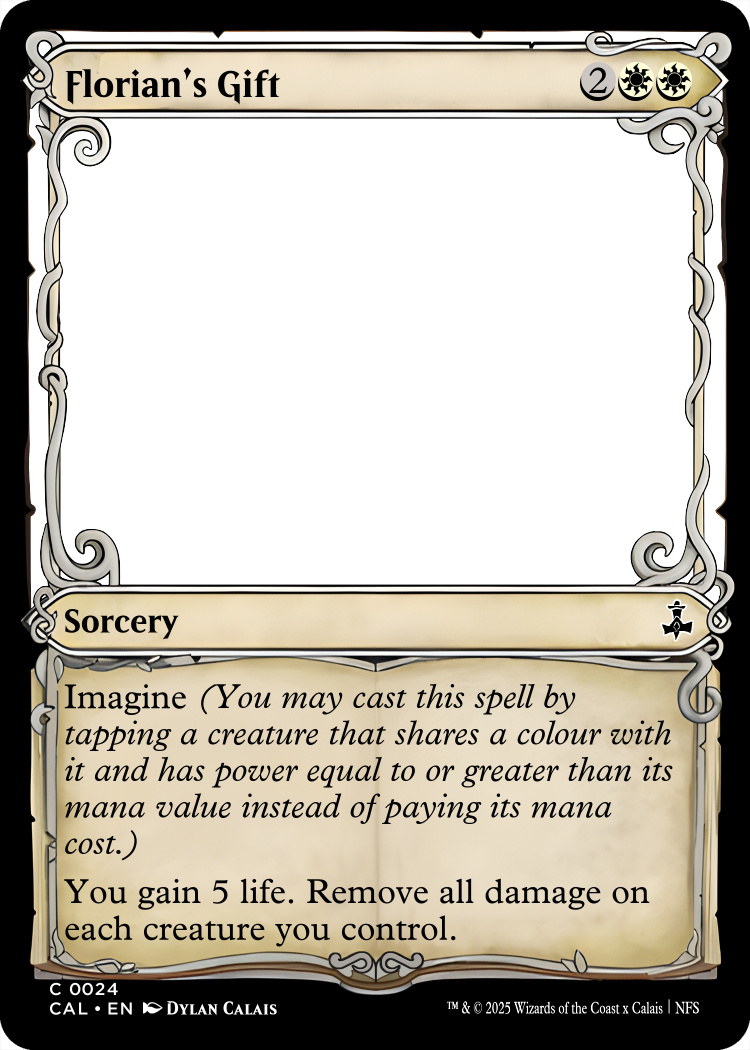 Florian's Gift 2
Sorcery
Imagine (You may cast this spell by
tapping a creature that shares a colour with
it and has power equal to or greater than its
mana value instead of paying its mana
cost.)
You gain 5 life. Remove all damage on
each creature you control.
C 0024
CAL • EN Dylan Calais
™ & © 2025 Wizards of the Coast x Calais | NFS